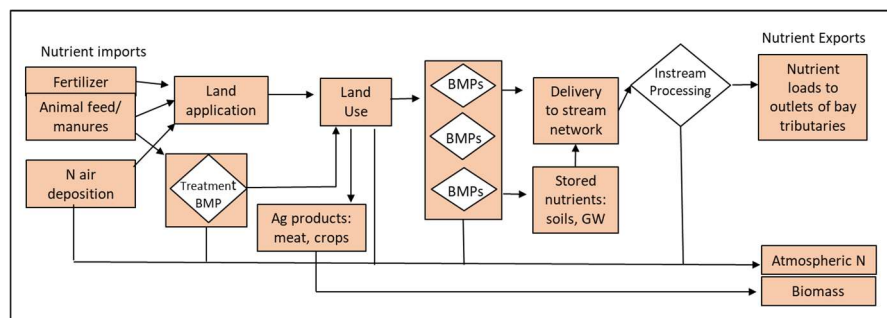 Nutrient imports
Fertilizer
Animal feed/
manures
N air
deposition
Land
application
Treatment
BMP
Land
Use
Ag products:
meat, crops
BMPs
BMPs
BMPs
Delivery
to stream
network
Stored
nutrients:
soils, GW
Instream
Processing
Nutrient Exports
Nutrient
loads to
outlets of bay
tributaries
Atmospheric N
Biomass